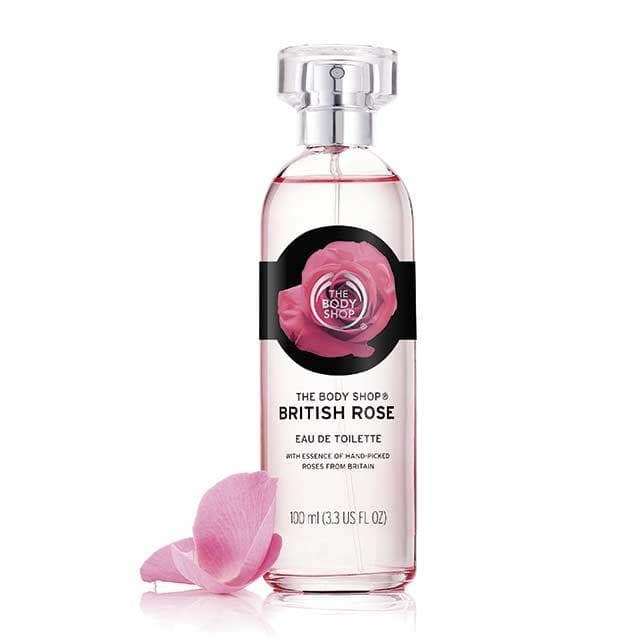 THE
BODY
SHOP
®
THE BODY SHOP®
BRITISH ROSE
EAU DE TOILETTE
WITH ESSENCE OF HAND-PICKED
ROSES FROM BRITAIN
100 ml (3.3 US FL OZ)